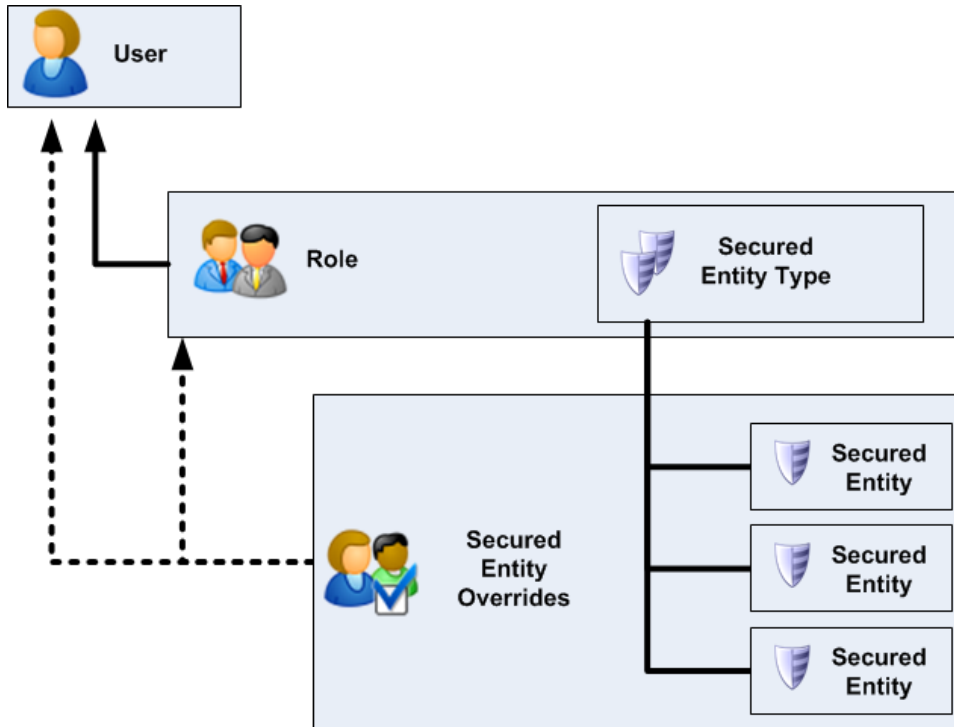 User
Role
Secured
Entity Type
Secured
Entity
Overrides
Secured
Entity
Secured
Entity
Secured
Entity